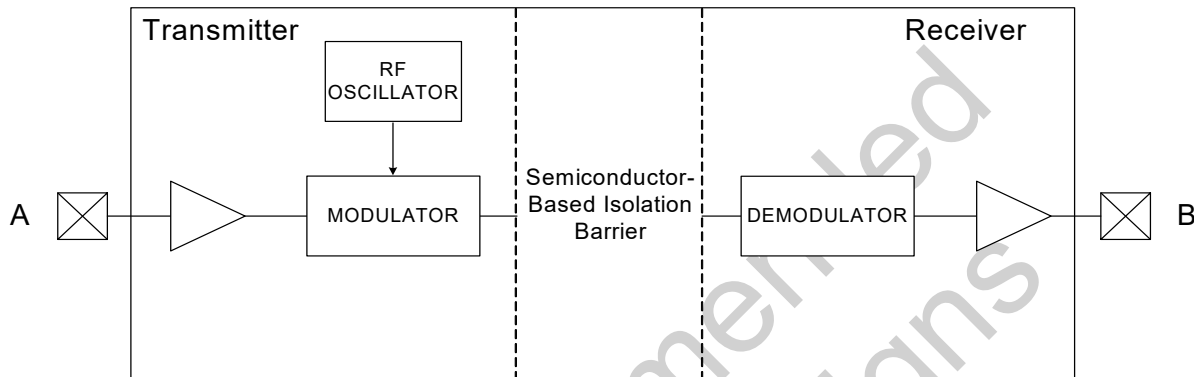 Transmitter
Receiver
RF
OSCILLATOR
A
MODULATOR
Semiconductor-
Based Isolation
Barrier
DEMODULATOR
B